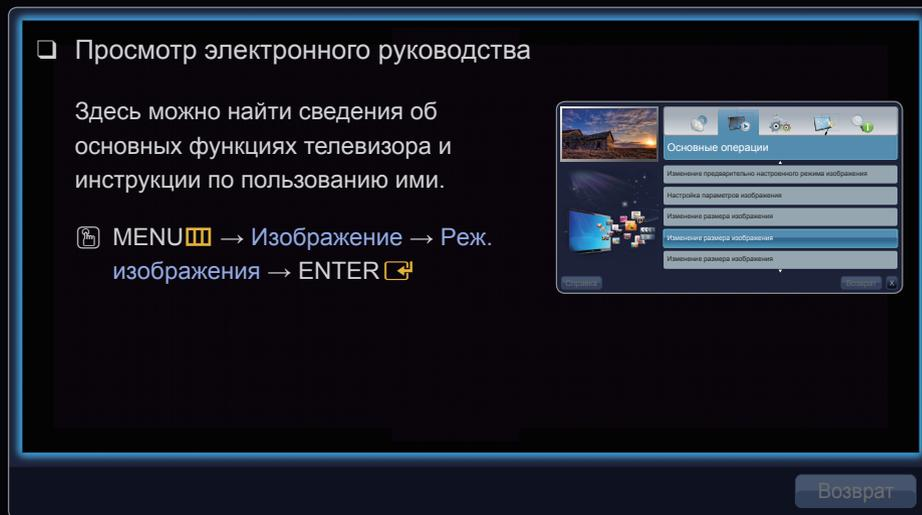 Просмотр электронного руководства
Здесь можно найти сведения об
основных функциях телевизора и
инструкции по пользованию ими.
MENU → Изображение → Реж.
изображения → ENTER
Основные операции
Изменение предварительно настроенного режима изображения
Настройка параметров изображения
Изменение размера изображения
Изменение размера изображения
Изменение размера изображения
Справка
Возврат X
Возврат